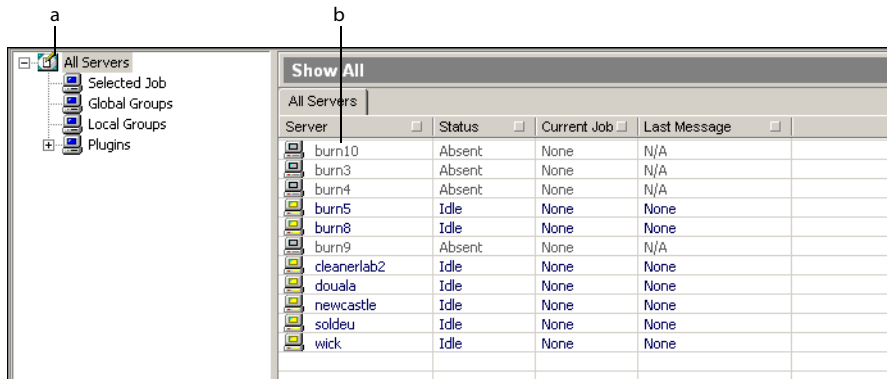 a b
All Servers
Selected Job
Global Groups
Local Groups
Plugins
Show All
All Servers
Server Status Current Job Last Message
burn10 Absent None N/A
burn3 Absent None N/A
burn4 Absent None N/A
burn5 Idle None None
burn8 Idle None None
burn9 Absent None N/A
cleanerlab2 Idle None None
douala Idle None None
newcastle Idle None None
soldeu Idle None None
wick Idle None None